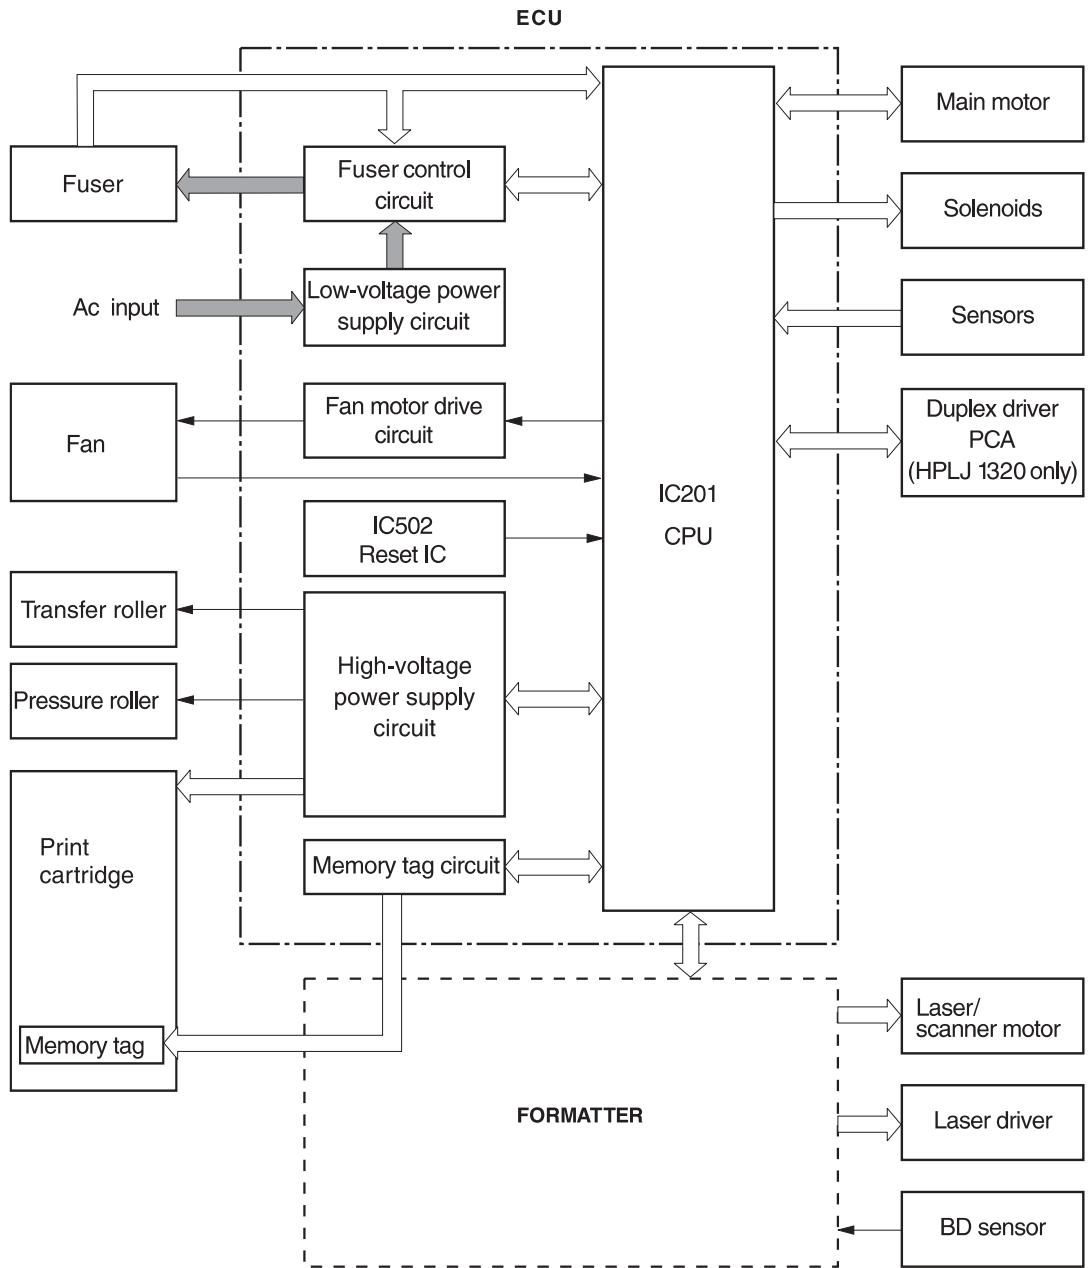 ECU
Fuser
Fuser control
circuit
Ac input
Low-voltage power
supply circuit
Fan
Fan motor drive
circuit
IC502
Reset IC
Transfer roller
Pressure roller
High-voltage
power supply
circuit
Print
cartridge
Memory tag
Memory tag circuit
IC201
CPU
Main motor
Solenoids
Sensors
Duplex driver
PCA
(HPLJ 1320 only)
FORMATTER
Laser/
scanner motor
Laser driver
BD sensor